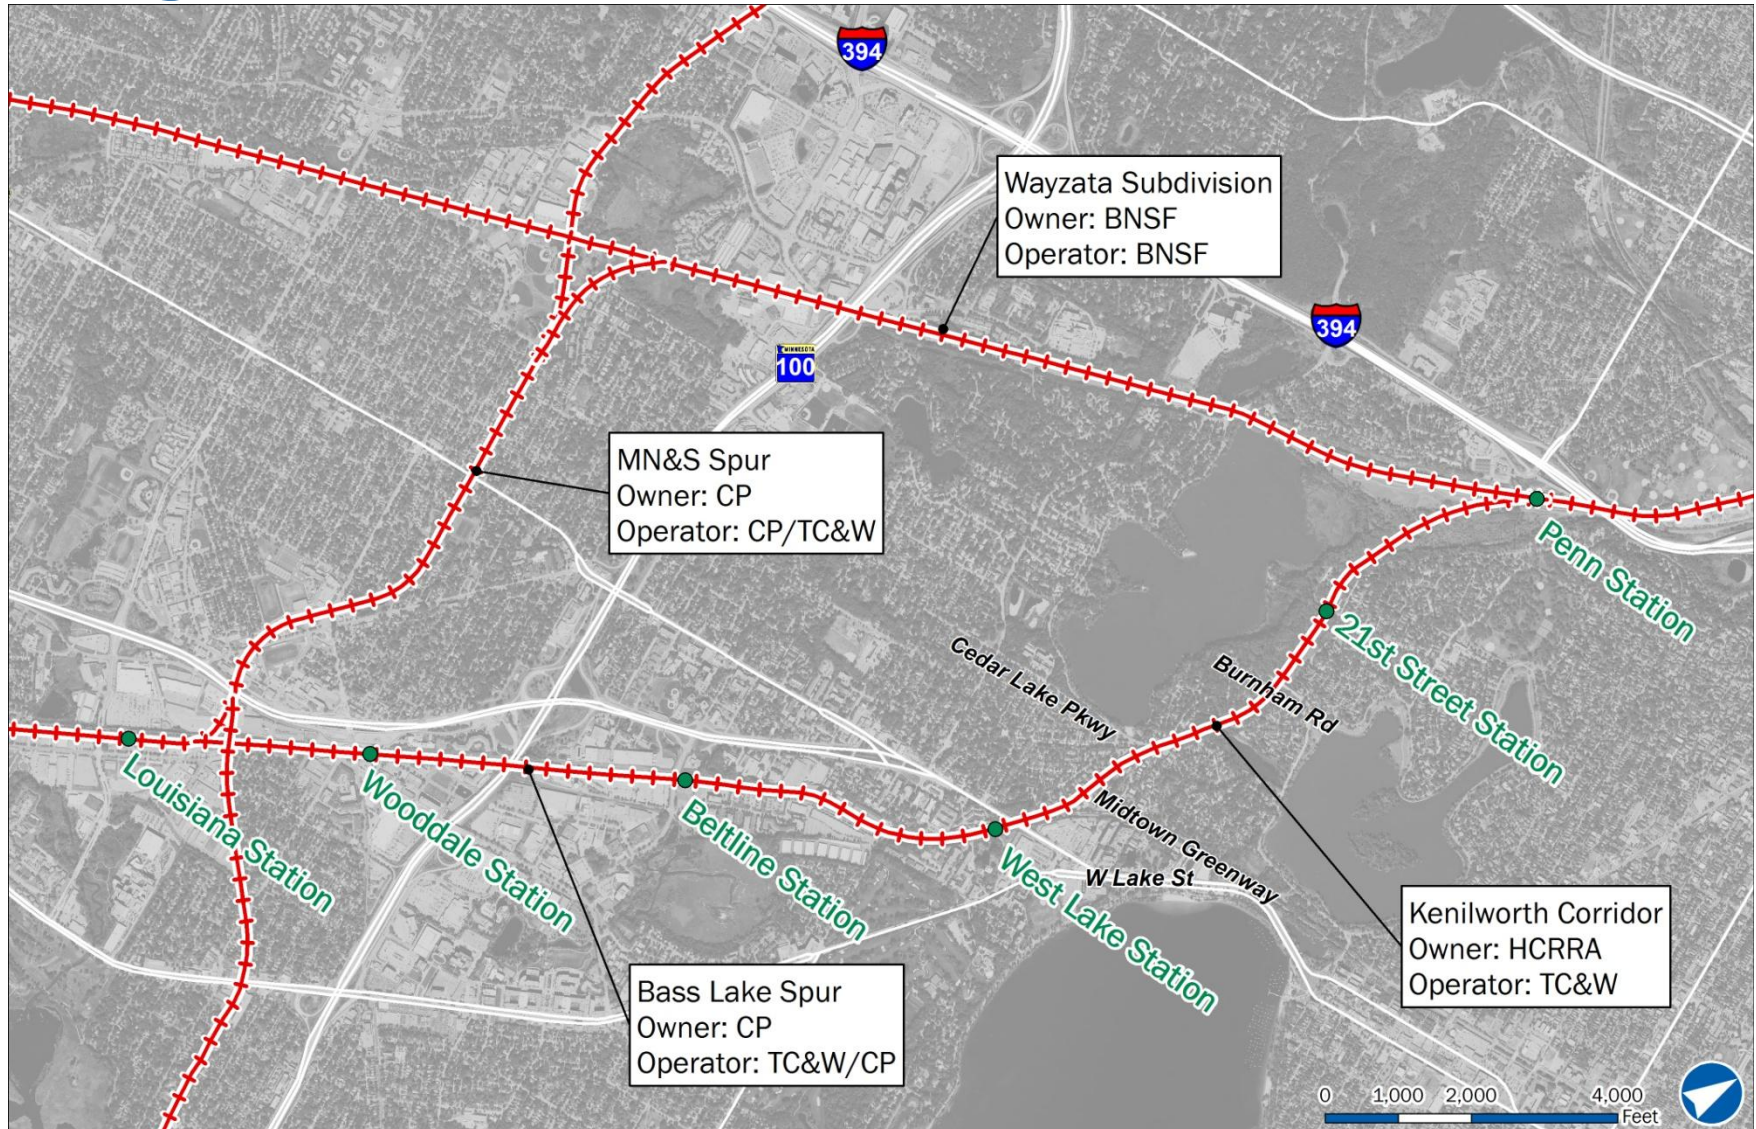 394
Wayzata Subdivision
Owner: BNSF
Operator: BNSF
394
MINNESOTA
100
MN&S Spur
Owner: CP
Operator: CP/TC&W
Penn Station
21st Street Station
Cedar Lake Pkwy
Burnham Rd
Louisiana Station
Wooddale Station
Beltline Station
West Lake Station
Midtown Greenway
W Lake St
Kenilworth Corridor
Owner: HCRRA
Operator: TC&W
Bass Lake Spur
Owner: CP
Operator: TC&W/CP
0 1,000 2,000 4,000
Feet